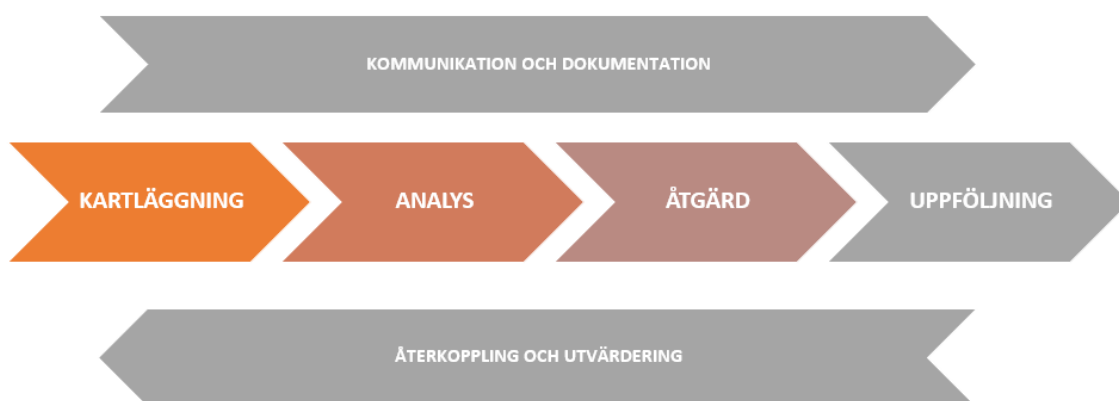 KOMMUNIKATION OCH DOKUMENTATION
KARTLÄGGNING
ANALYS
ÅTGÄRD
UPPFÖLJNING
ÅTERKOPPLING OCH UTVÄRDERING